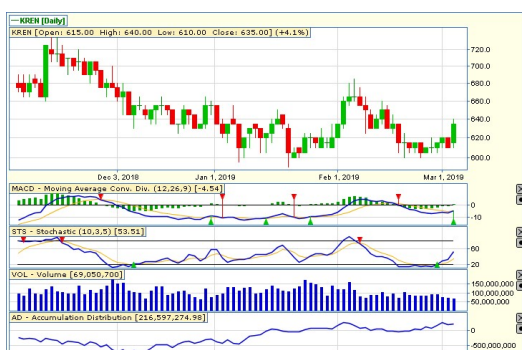 KREN [Daily]
KREN [Open: 615.00 High: 640.00 Low: 610.00 Close: 635.00] (+4.1%)
720.0
700.0
680.0
660.0
640.0
620.0
600.0
Dec 3, 2018 Jan 1, 2019 Feb 1, 2019 Mar 1, 2019
MACD - Moving Average Conv. Div. (12,26,9) [-4.54]
0
-10
STS - Stochastic (10,3,5) [53.51]
60
20
VOL - Volume [69,050,700]
150,000,000
100,000,000
50,000,000
AD - Accumulation Distribution [216,597,274.98]
0
-500,000,000